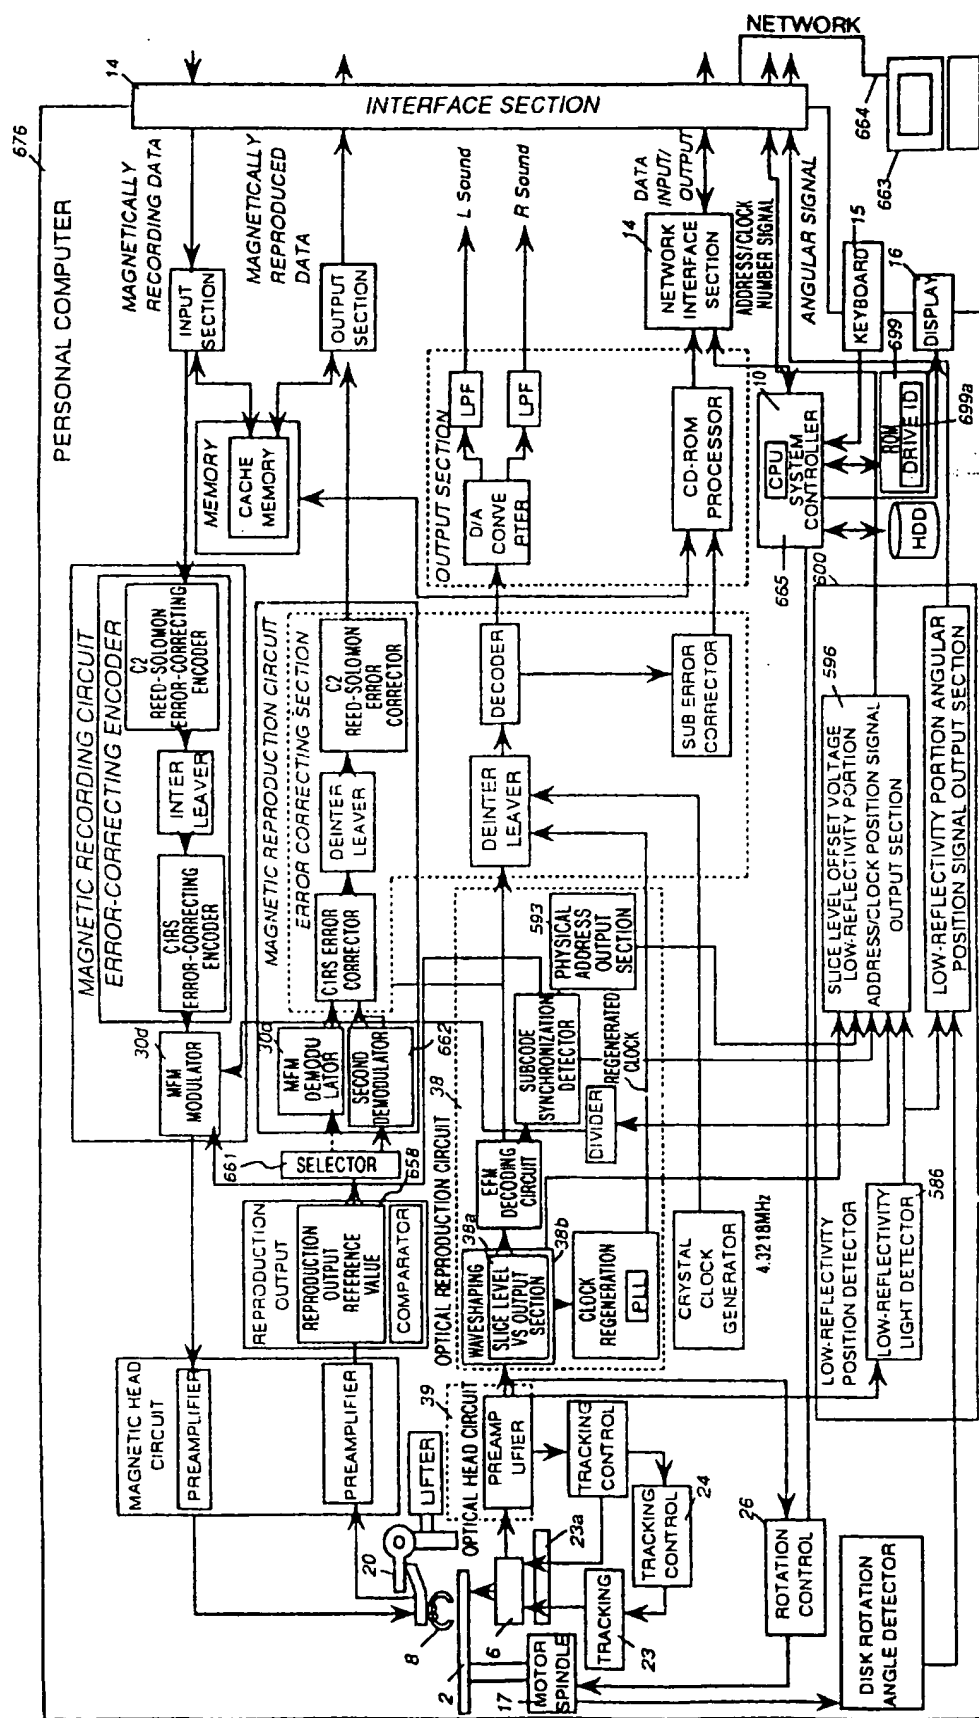 676
PERSONAL COMPUTER
NETWORK
14
INTERFACE SECTION
664
663
MAGNETICALLY
RECORDING DATA
MAGNETICALLY
REPRODUCED
DATA
L Sound
R Sound
DATA
INPUT/
OUTPUT
INPUT
SECTION
OUTPUT
SECTION
14
NETWORK
INTERFACE
SECTION
ADDRESS/CLOCK
NUMBER SIGNAL
ANGULAR SIGNAL
15
KEYBOARD
16
DISPLAY
MEMORY
CACHE
MEMORY
OUTPUT SECTION
LPF
LPF
D/A
CONVE
RTER
CD-ROM
PROCESSOR
10
CPU
SYSTEM
CONTROLLER
665
699
ROM
DRIVE ID
699a
HDD
600
MAGNETIC RECORDING CIRCUIT
ERROR-CORRECTING ENCODER
C2
REED-SOLOMON
ERROR-CORRECTING
ENCODER
INTER
LEAVER
C1RS
ERROR-CORRECTING
ENCODER
30d
MFM
MODULATOR
MAGNETIC REPRODUCTION CIRCUIT
ERROR CORRECTING SECTION
C2
REED-SOLOMON
ERROR
CORRECTOR
DEINTER
LEAVER
C1RS ERROR
CORRECTOR
30d
MFM
DEMODU
LATOR
SECOND
DEMODULATOR
662
DECODER
SUB ERROR
CORRECTOR
DEINTER
LEAVER
596
SLICE LEVEL OFFSET VOLTAGE
LOW-REFLECTIVITY PORTION
ADDRESS/CLOCK POSITION SIGNAL
OUTPUT SECTION
LOW-REFLECTIVITY PORTION ANGULAR
POSITION SIGNAL OUTPUT SECTION
661
SELECTOR
658
REPRODUCTION
OUTPUT
REPRODUCTION
OUTPUT
REFERENCE
VALUE
COMPARATOR
OPTICAL REPRODUCTION CIRCUIT
38
593
PHYSICAL
ADDRESS
OUTPUT
SECTION
SUBCODE
SYNCHRONIZATION
DETECTOR
REGENERATED
CLOCK
DIVIDER
EFM
DECODING
CIRCUIT
38a
WAVESHAPING
SLICE LEVEL
VS OUTPUT
SECTION
38b
CLOCK
REGENERATION
PLL
CRYSTAL
CLOCK
GENERATOR
4.3218MHz
LOW-REFLECTIVITY
POSITION DETECTOR
LOW-REFLECTIVITY
LIGHT DETECTOR
586
MAGNETIC HEAD
CIRCUIT
PREAMPLIFIER
PREAMPLIFIER
LIFTER
20
8
OPTICAL HEAD CIRCUIT
39
PREAMP
LIFIER
TRACKING
CONTROL
TRACKING
CONTROL
24
23a
TRACKING
23
6
2
17
MOTOR
SPINDLE
26
ROTATION
CONTROL
DISK ROTATION
ANGLE DETECTOR